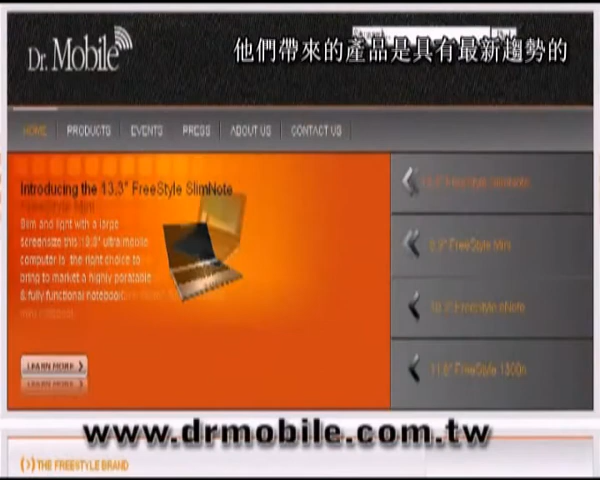 Dr. Mobile
他們帶來的產品是具有最新趨勢的
HOME PRODUCTS EVENTS PRESS ABOUT US CONTACT US
Introducing the 13.3" FreeStyle SlimNote
Slim and light with a large
screensize this 13.3" ultra mobile
computer is the right choice to
bring to market a highly portable
& fully functional notebook.
LEARN MORE
8.9" FreeStyle Mini
11.6" FreeStyle 1300n
www.drmobile.com.tw
THE FREESTYLE BRAND